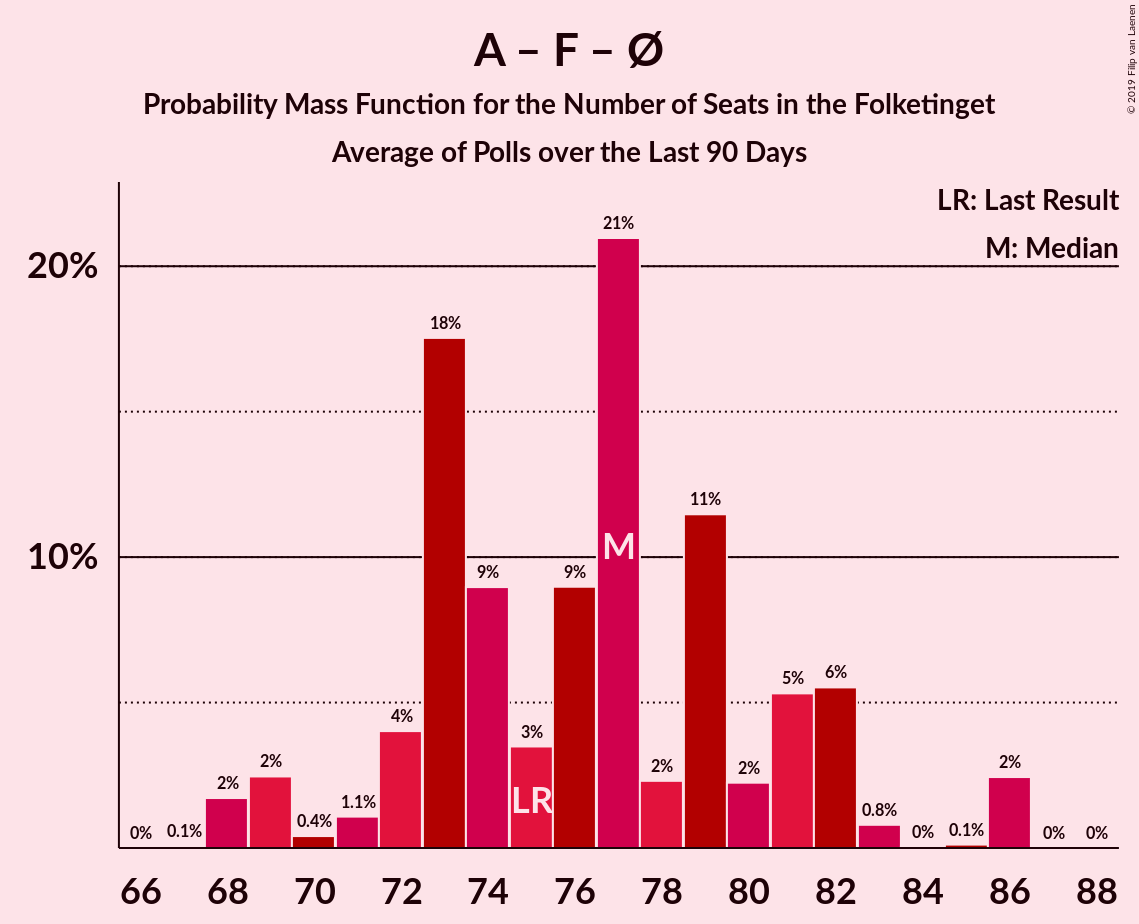 A – F – Ø
Probability Mass Function for the Number of Seats in the Folketinget
Average of Polls over the Last 90 Days
© 2019 Filip van Laenen
LR: Last Result
M: Median
20%
10%
0%
0.1%
2%
2%
0.4%
1.1%
4%
18%
9%
3%
9%
21%
2%
11%
2%
5%
6%
0.8%
0%
0.1%
2%
0%
0%
LR
M
66 68 70 72 74 76 78 80 82 84 86 88